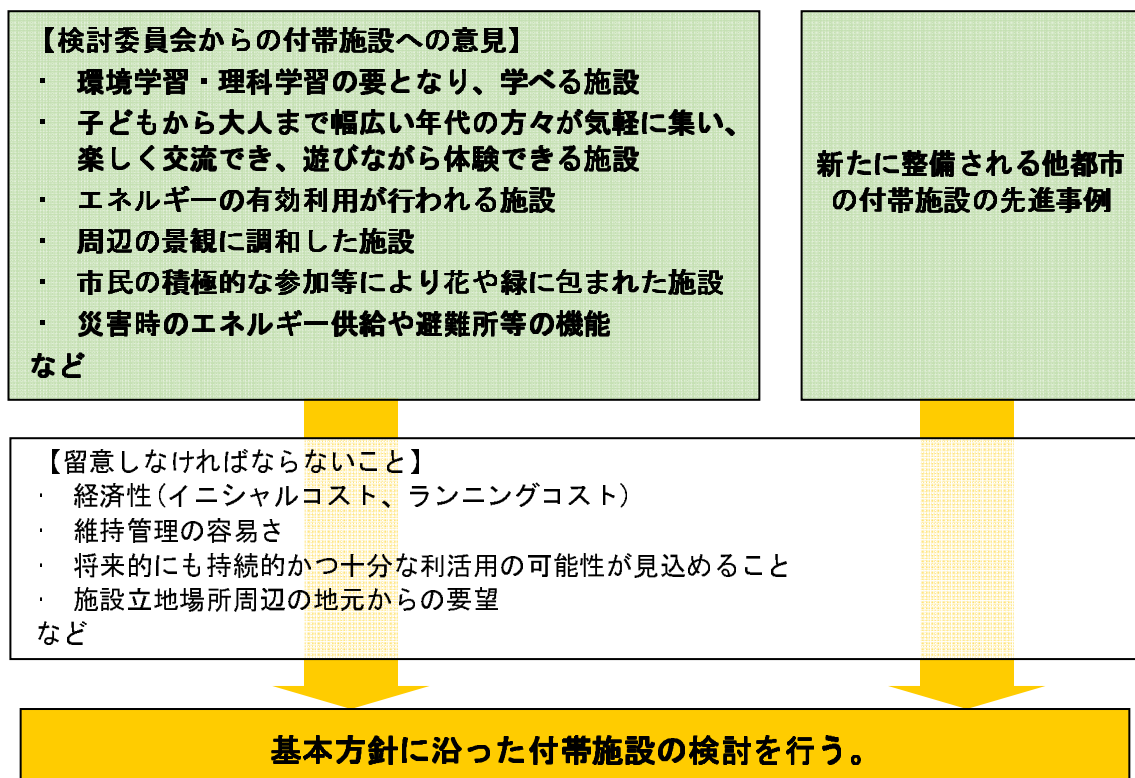 【検討委員会からの付帯施設への意見】
・ 環境学習・理科学習の要となり、学べる施設
・ 子どもから大人まで幅広い年代の方々が気軽に集い、
楽しく交流でき、遊びながら体験できる施設
・ エネルギーの有効利用が行われる施設
・ 周辺の景観に調和した施設
・ 市民の積極的な参加等により花や緑に包まれた施設
・ 災害時のエネルギー供給や避難所等の機能
など
新たに整備される他都市
の付帯施設の先進事例
【留意しなければならないこと】
・ 経済性(イニシャルコスト、ランニングコスト)
・ 維持管理の容易さ
・ 将来的にも持続的かつ十分な利活用の可能性が見込めること
・ 施設立地場所周辺の地元からの要望
など
基本方針に沿った付帯施設の検討を行う。